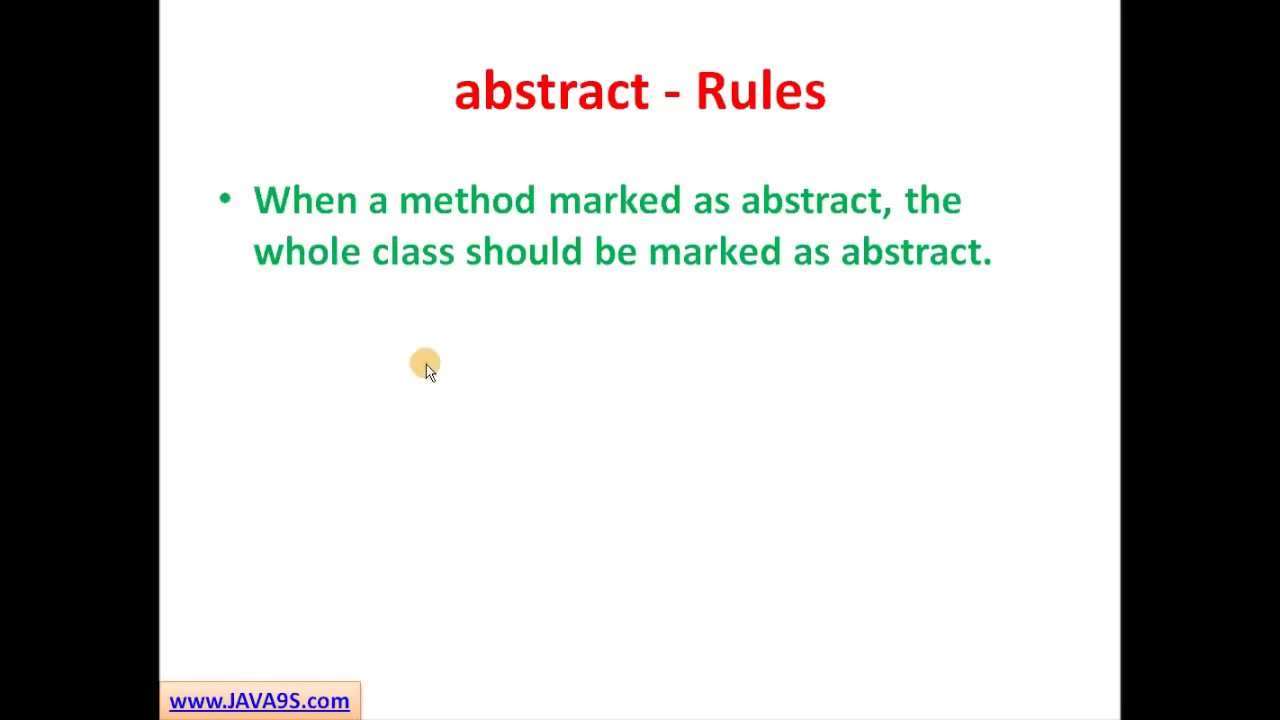 abstract - Rules
• When a method marked as abstract, the
whole class should be marked as abstract.
www.JAVA9S.com